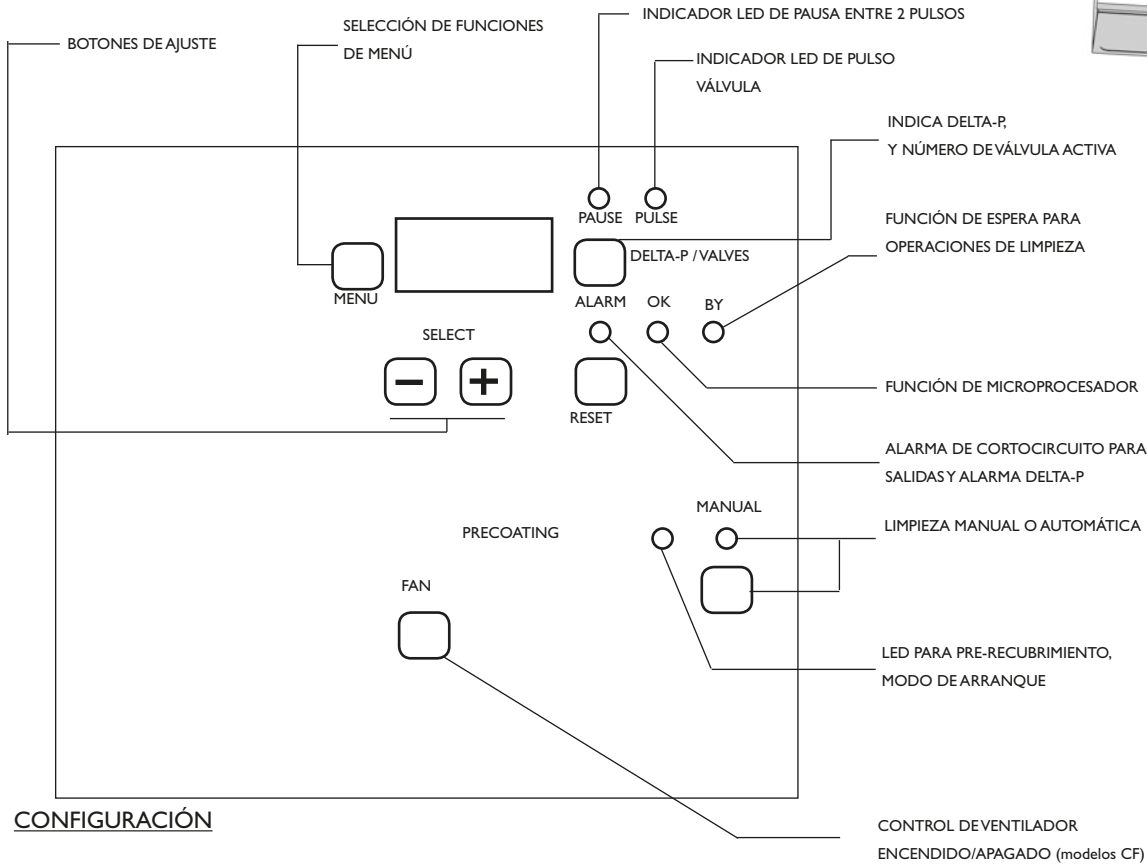 INDICADOR LED DE PAUSA ENTRE 2 PULSOS
SELECCIÓN DE FUNCIONES
DE MENÚ
BOTONES DE AJUSTE
INDICADOR LED DE PULSO
VÁLVULA
INDICA DELTA-P,
Y NÚMERO DE VÁLVULA ACTIVA
PAUSE PULSE
FUNCIÓN DE ESPERA PARA
OPERACIONES DE LIMPIEZA
DELTA-P / VALVES
MENU
ALARM OK BY
SELECT
FUNCIÓN DE MICROPROCESADOR
RESET
ALARMA DE CORTOCIRCUITO PARA
SALIDAS Y ALARMA DELTA-P
MANUAL
LIMPIEZA MANUAL O AUTOMÁTICA
PRECOATING
FAN
LED PARA PRE-RECUBRIMIENTO,
MODO DE ARRANQUE
CONFIGURACIÓN
CONTROL DE VENTILADOR
ENCENDIDO/APAGADO (modelos CF)